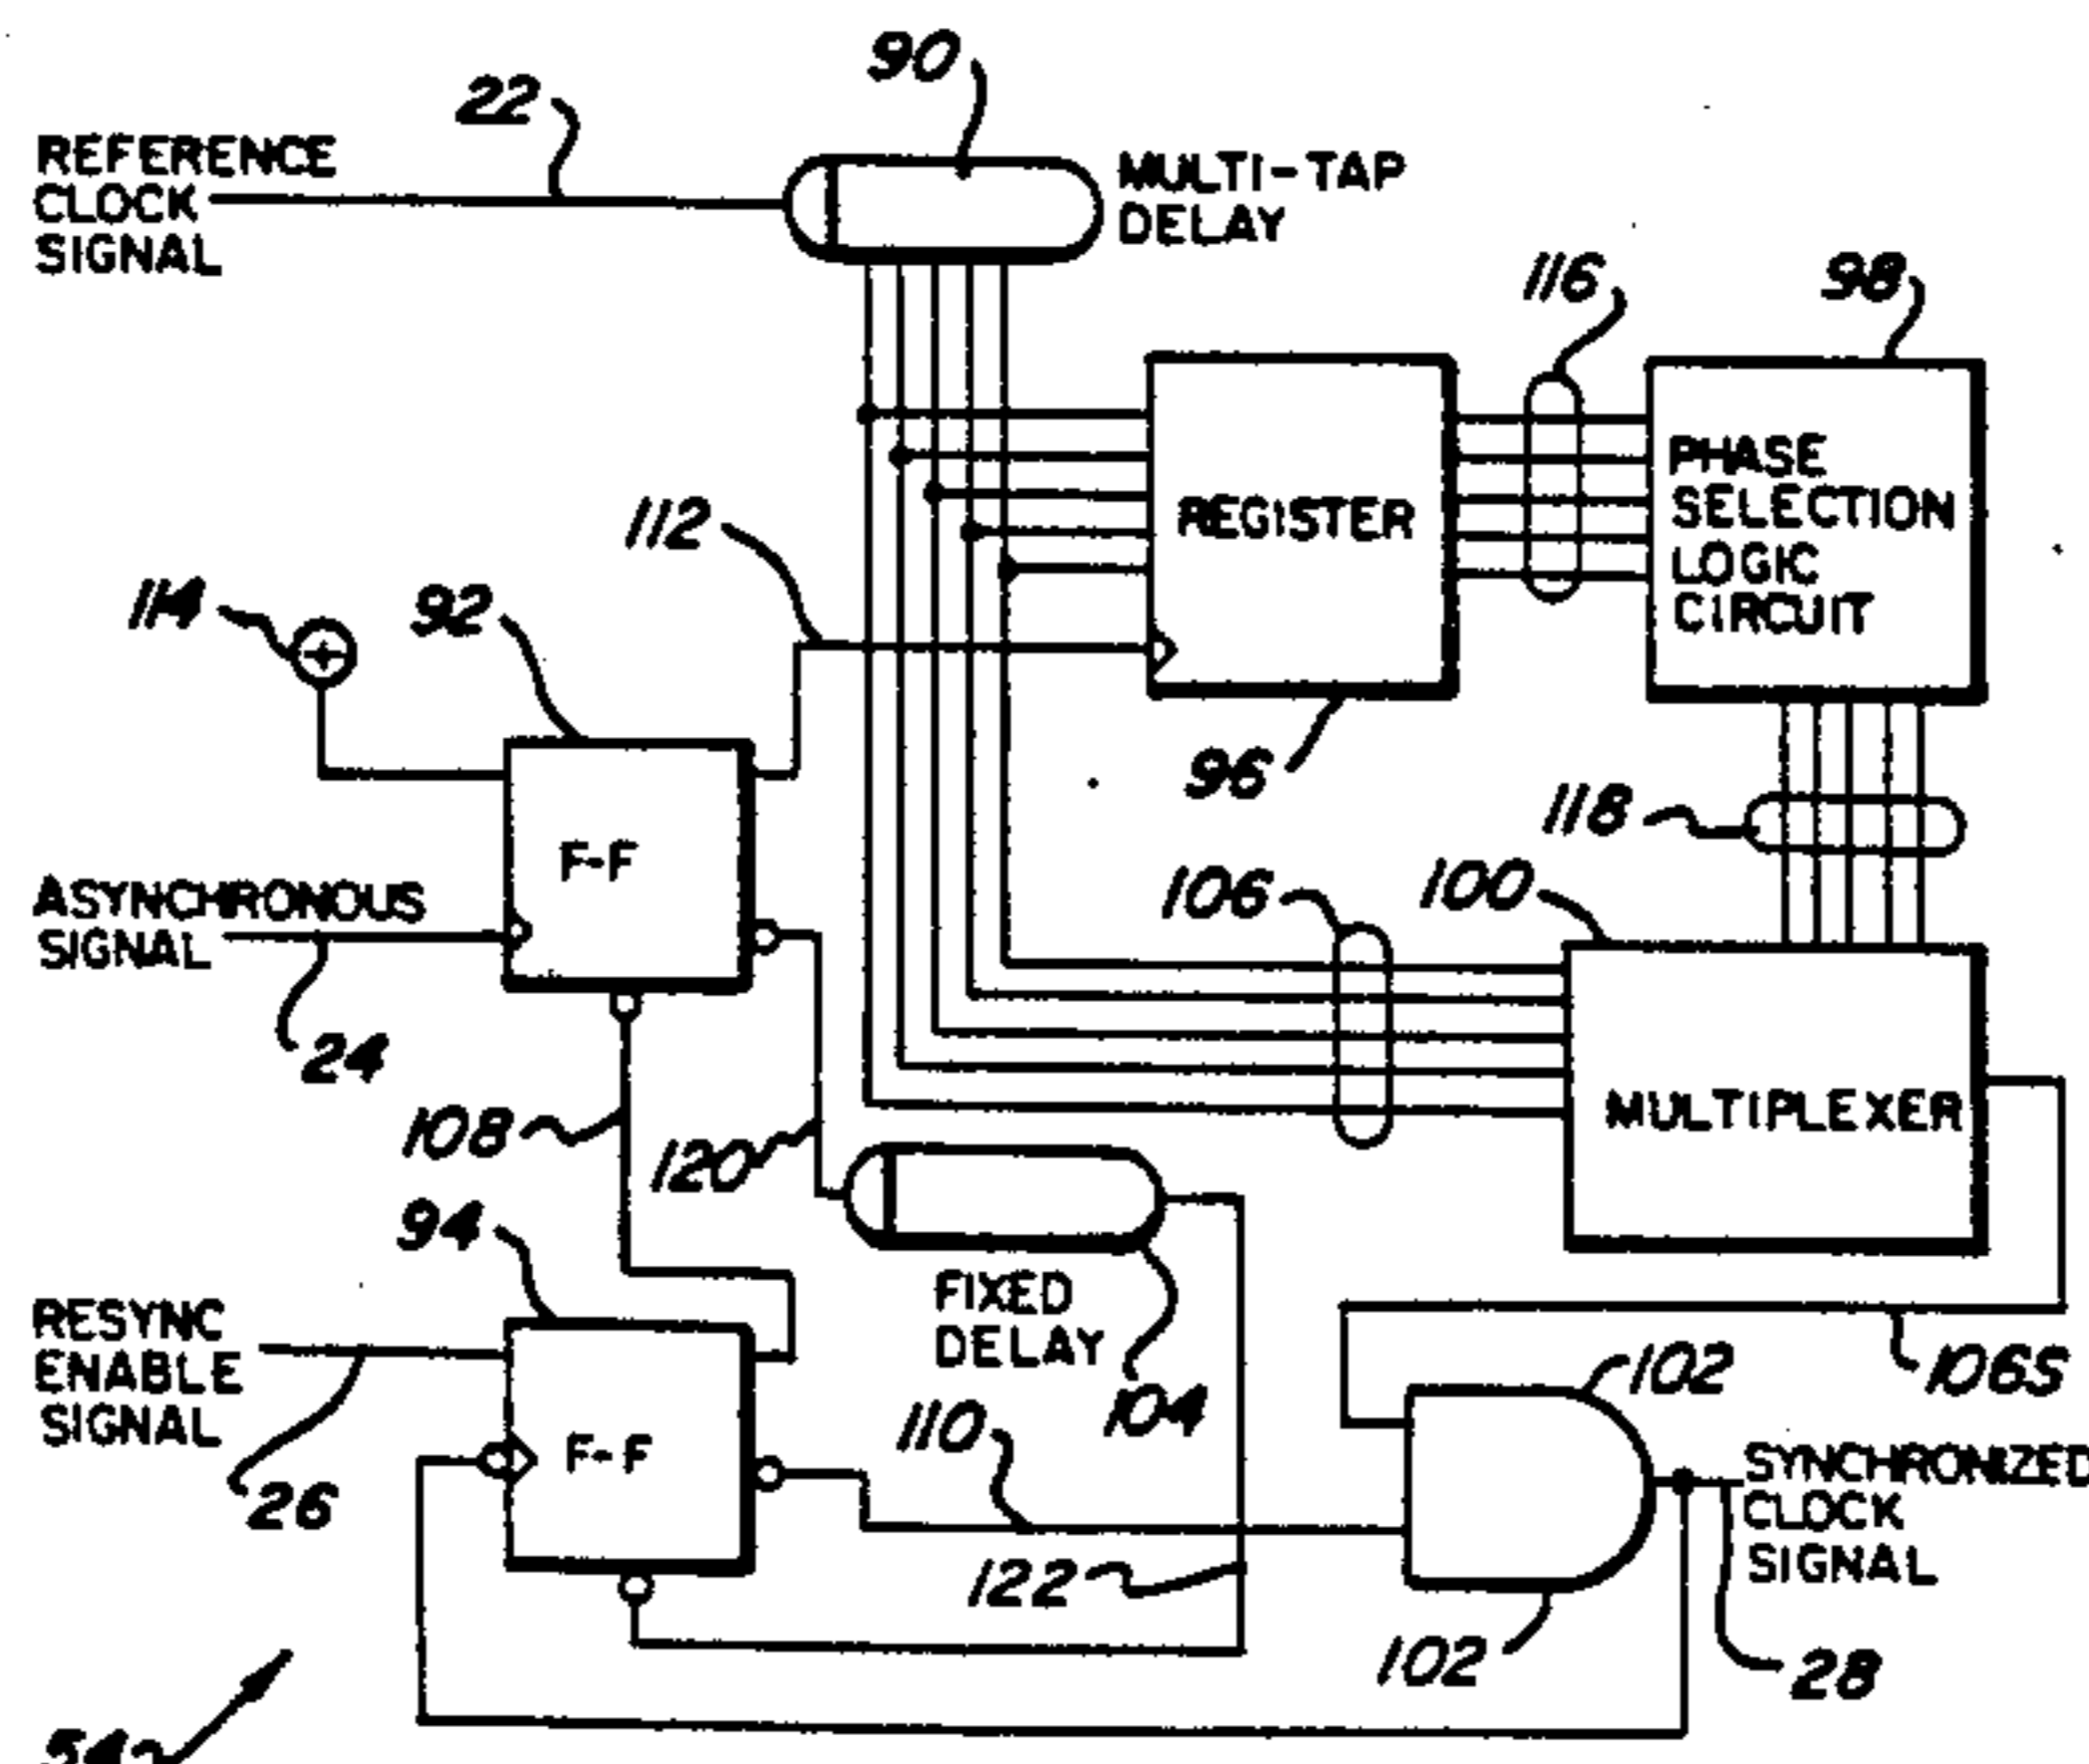 90
22
REFERENCE
CLOCK
SIGNAL
MULTI-TAP
DELAY
116
98
112
114
92
REGISTER
PHASE
SELECTION
LOGIC
CIRCUIT
96
118
F-F
ASYNCHRONOUS
SIGNAL
24
106
100
108
120
MULTIPLEXER
94
FIXED
DELAY
104
RESYNC
ENABLE
SIGNAL
26
F-F
110
102
106S
SYNCHRONIZED
CLOCK
SIGNAL
122
102
28